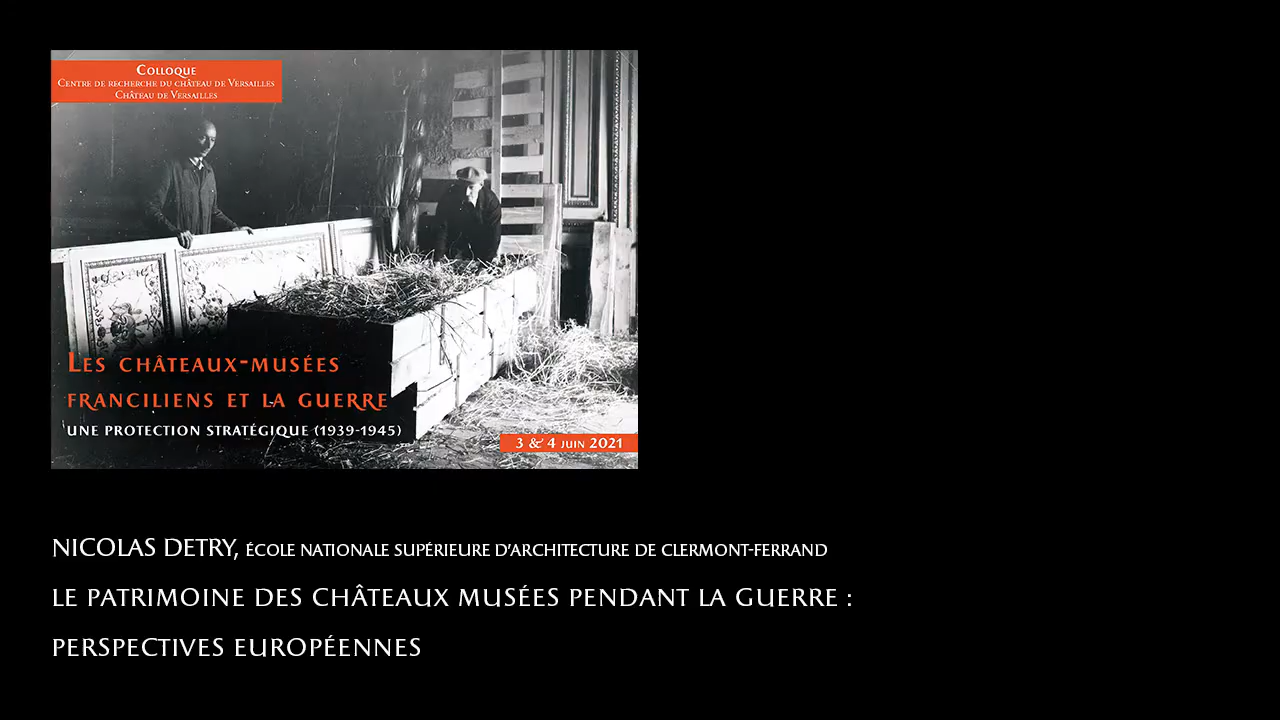 COLLOQUE
CENTRE DE RECHERCHE DU CHÂTEAU DE VERSAILLES
CHÂTEAU DE VERSAILLES
LES CHÂTEAUX-MUSÉES
FRANCILIENS ET LA GUERRE
UNE PROTECTION STRATÉGIQUE (1939-1945)
3 & 4 JUIN 2021
NICOLAS DETRY, ÉCOLE NATIONALE SUPÉRIEURE D'ARCHITECTURE DE CLERMONT-FERRAND
LE PATRIMOINE DES CHÂTEAUX MUSÉES PENDANT LA GUERRE :
PERSPECTIVES EUROPÉENNES